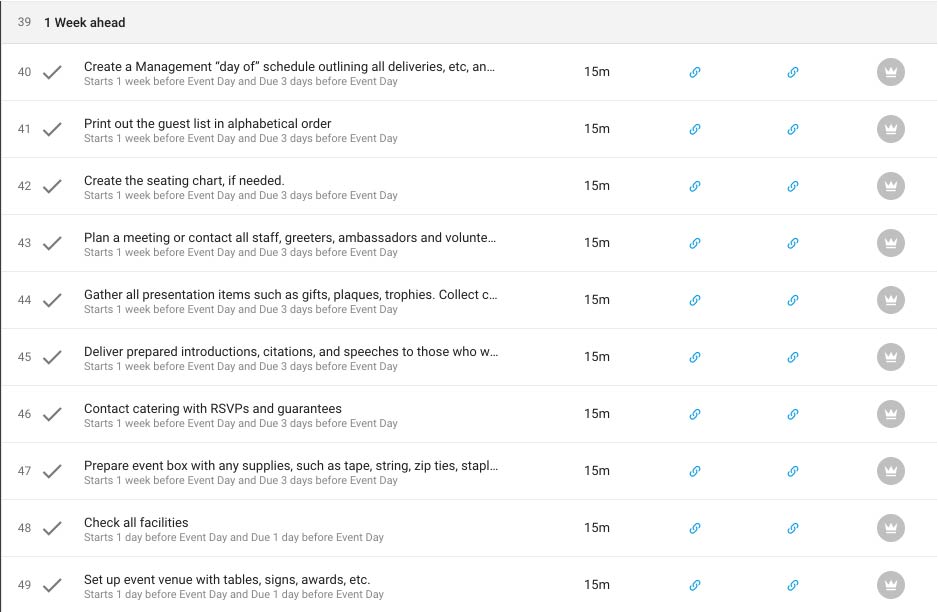 39 1 Week ahead
40 Create a Management “day of” schedule outlining all deliveries, etc, an... 15m
Starts 1 week before Event Day and Due 3 days before Event Day
41 Print out the guest list in alphabetical order 15m
Starts 1 week before Event Day and Due 3 days before Event Day
42 Create the seating chart, if needed. 15m
Starts 1 week before Event Day and Due 3 days before Event Day
43 Plan a meeting or contact all staff, greeters, ambassadors and volunte... 15m
Starts 1 week before Event Day and Due 3 days before Event Day
44 Gather all presentation items such as gifts, plaques, trophies. Collect c... 15m
Starts 1 week before Event Day and Due 3 days before Event Day
45 Deliver prepared introductions, citations, and speeches to those who w... 15m
Starts 1 week before Event Day and Due 3 days before Event Day
46 Contact catering with RSVPs and guarantees 15m
Starts 1 week before Event Day and Due 3 days before Event Day
47 Prepare event box with any supplies, such as tape, string, zip ties, stapl... 15m
Starts 1 week before Event Day and Due 3 days before Event Day
48 Check all facilities 15m
Starts 1 day before Event Day and Due 1 day before Event Day
49 Set up event venue with tables, signs, awards, etc. 15m
Starts 1 day before Event Day and Due 1 day before Event Day